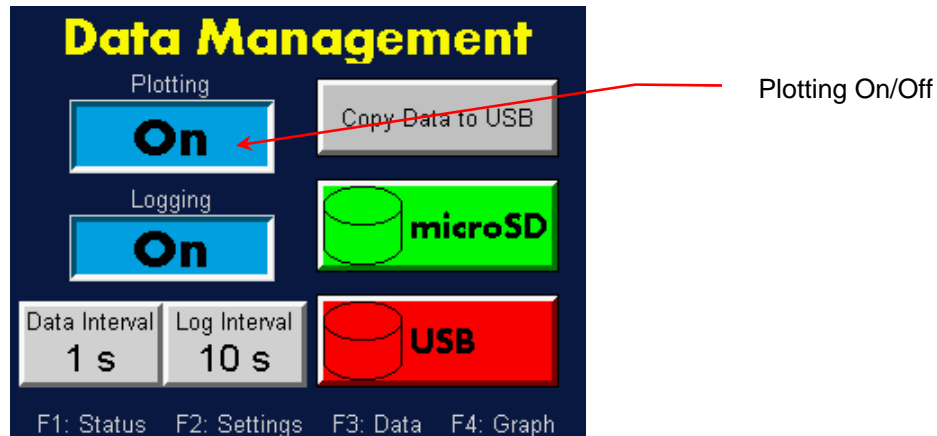 Data Management
Plotting
On
Copy Data to USB
Plotting On/Off
Logging
On
microSD
Data Interval
1 s
Log Interval
10 s
USB
F1: Status F2: Settings F3: Data F4: Graph